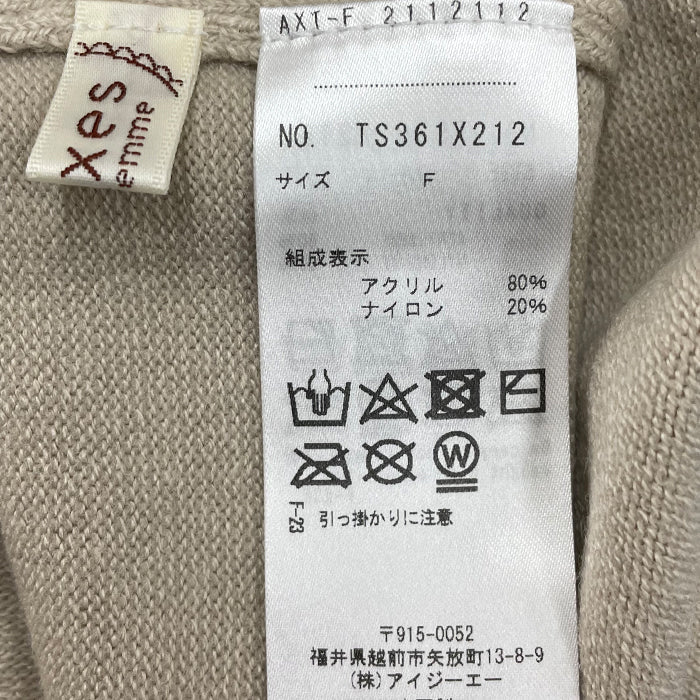 xes
emme
AXT-F 2112112
NO. TS361X212
サイズ F
組成表示
アクリル 80%
ナイロン 20%
W
F-23 引っ掛かりに注意
〒915-0052
福井県越前市矢放町13-8-9
(株)アイジーエー